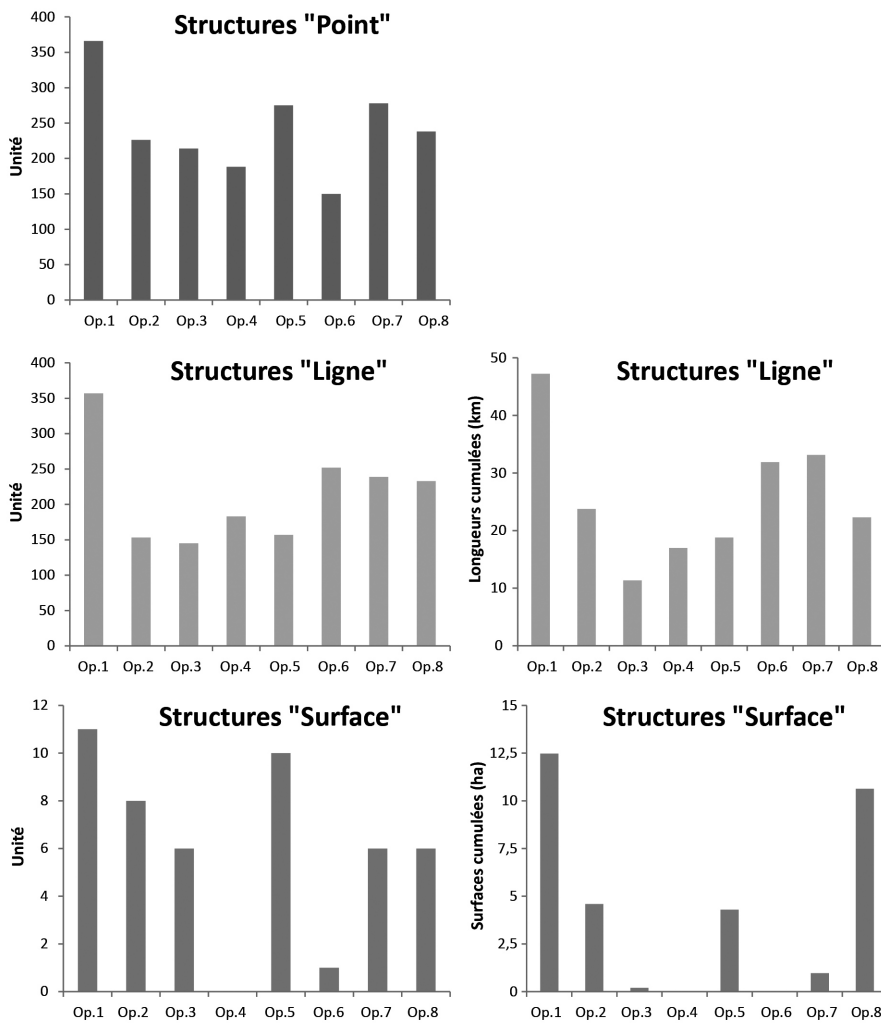 Structures "Point"
Unité
400
350
300
250
200
150
100
50
0
Op.1 Op.2 Op.3 Op.4 Op.5 Op.6 Op.7 Op.8
Structures "Ligne"
Unité
400
350
300
250
200
150
100
50
0
Op.1 Op.2 Op.3 Op.4 Op.5 Op.6 Op.7 Op.8
Structures "Ligne"
Longueurs cumulées (km)
50
40
30
20
10
0
Op.1 Op.2 Op.3 Op.4 Op.5 Op.6 Op.7 Op.8
Structures "Surface"
Unité
12
10
8
6
4
2
0
Op.1 Op.2 Op.3 Op.4 Op.5 Op.6 Op.7 Op.8
Structures "Surface"
Surfaces cumulées (ha)
15
12,5
10
7,5
5
2,5
0
Op.1 Op.2 Op.3 Op.4 Op.5 Op.6 Op.7 Op.8